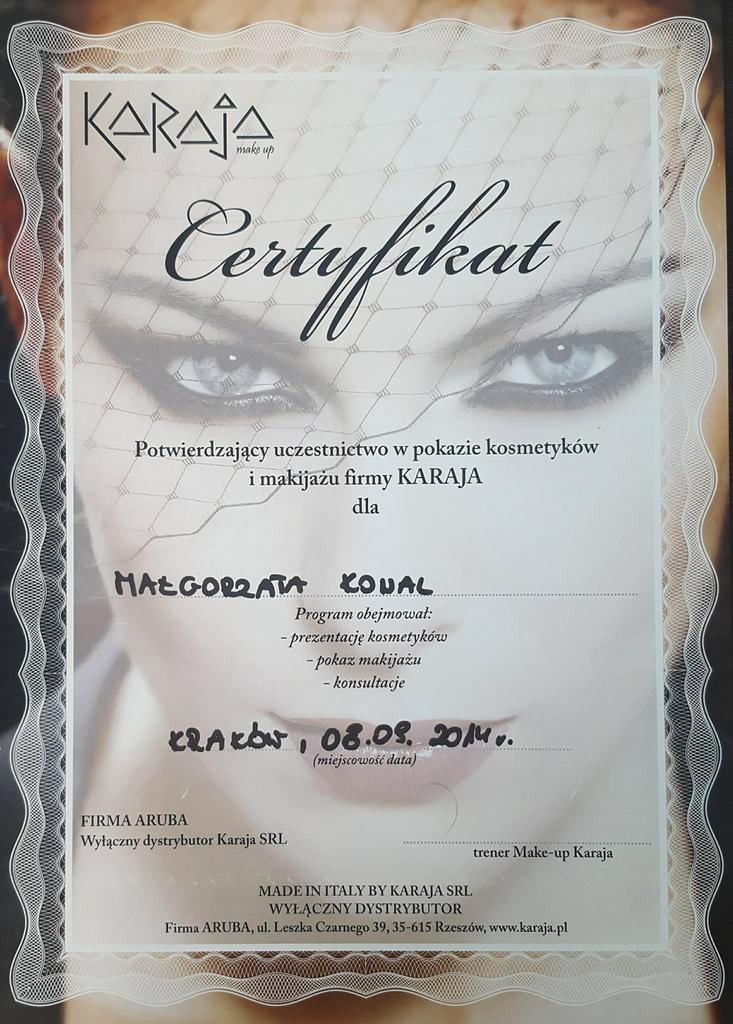 KARAJA
make up
Certyfikat
Potwierdzający uczestnictwo w pokazie kosmetyków
i makijażu firmy KARAJA
dla
MAŁGORZATA KOWAL
Program obejmował:
- prezentację kosmetyków
- pokaz makijażu
- konsultacje
KRAKÓW, 08.09. 2014 r.
(miejscowość data)
FIRMA ARUBA
Wyłączny dystrybutor Karaja SRL
trener Make-up Karaja
MADE IN ITALY BY KARAJA SRL
WYŁĄCZNY DYSTRYBUTOR
Firma ARUBA, ul. Leszka Czarnego 39, 35-615 Rzeszów, www.karaja.pl